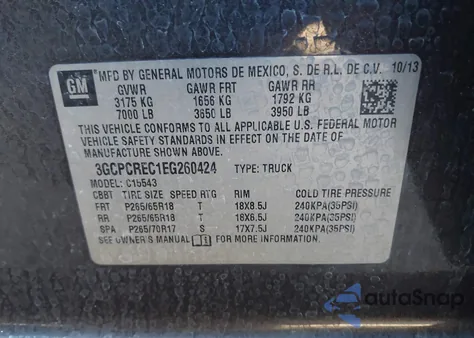 GM
MFD BY GENERAL MOTORS DE MEXICO, S. DE R.L. DE C.V. 10/13
GVWR GAWR FRT GAWR RR
3175 KG 1656 KG 1792 KG
7000 LB 3650 LB 3950 LB
THIS VEHICLE CONFORMS TO ALL APPLICABLE U.S. FEDERAL MOTOR
VEHICLE SAFETY STANDARDS IN EFFECT ON THE DATE OF
MANUFACTURE SHOWN ABOVE.
3GCPCREC1EG260424 TYPE: TRUCK
MODEL: C15543
CBBT TIRE SIZE SPEED RIM COLD TIRE PRESSURE
FRT P265/65R18 T 18X8.5J 240KPA(35PSI)
RR P265/65R18 T 18X8.5J 240KPA(35PSI)
SPA P265/70R17 S 17X7.5J 240KPA(35PSI)
SEE OWNER'S MANUAL FOR MORE INFORMATION.
autoSnap